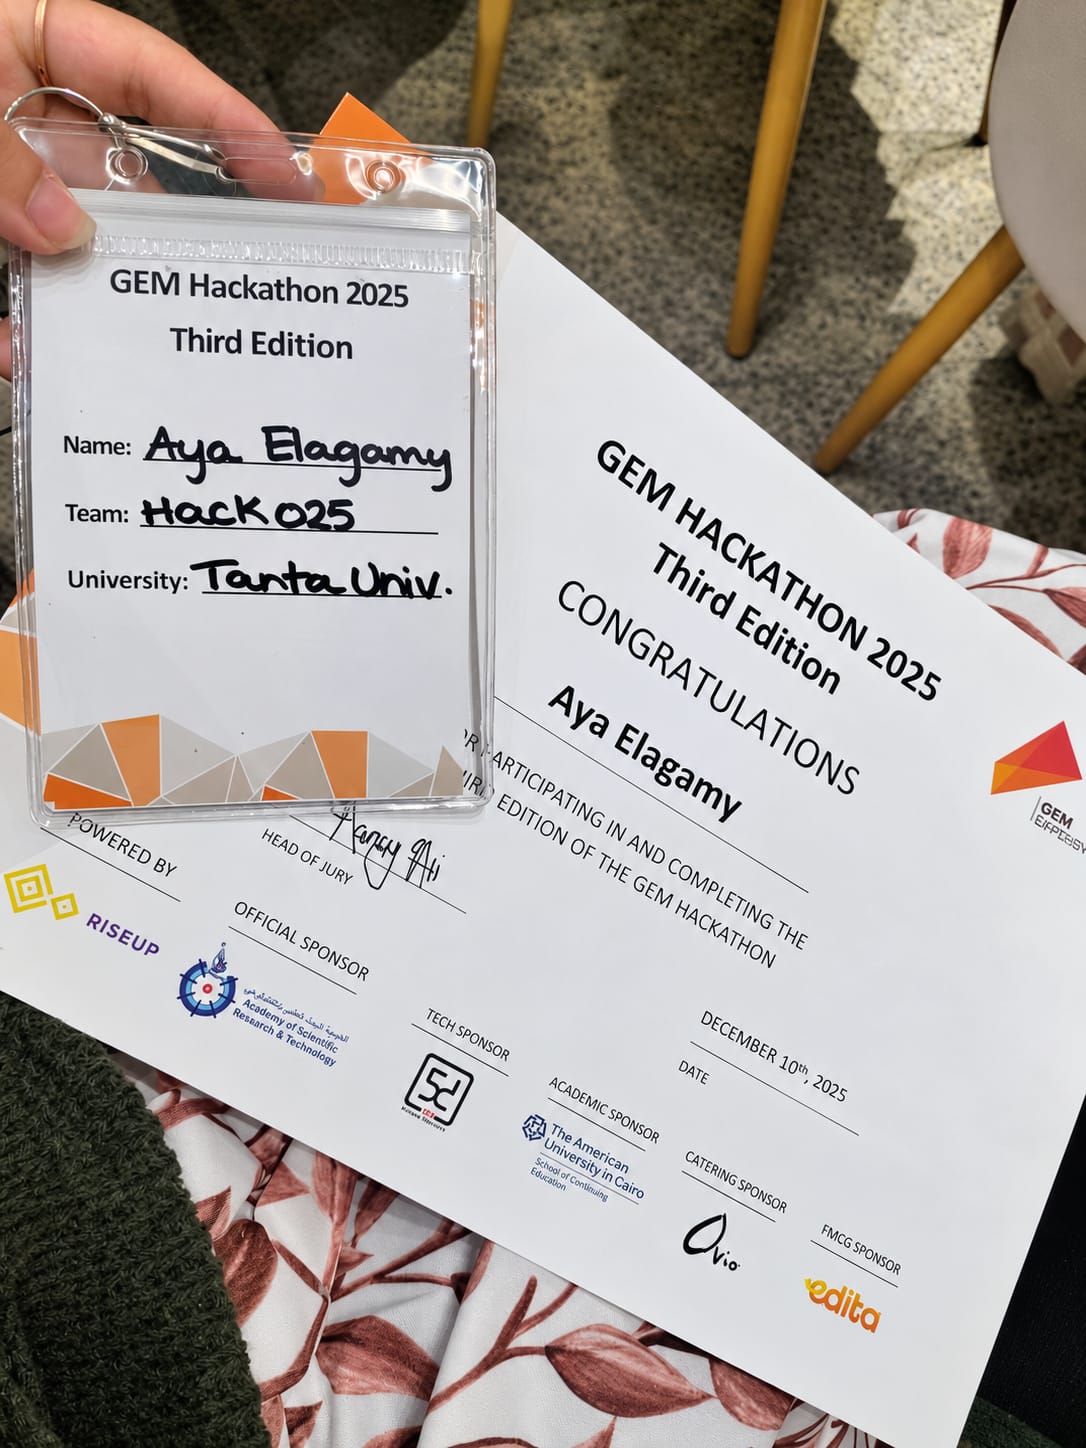 GEM Hackathon 2025
Third Edition
Name: Aya Elagamy
Team: Hack025
University: Tanta Univ.
GEM HACKATHON 2025
Third Edition
CONGRATULATIONS
Aya Elagamy
PARTICIPATING IN AND COMPLETING THE
EDITION OF THE GEM HACKATHON
GEM
DECEMBER 10th, 2025
DATE
HEAD OF JURY
POWERED BY
RISEUP
OFFICIAL SPONSOR
Academy of Scientific
Research & Technology
TECH SPONSOR
ACADEMIC SPONSOR
The American
University in Cairo
School of Continuing
Education
CATERING SPONSOR
Ovio
FMCG SPONSOR
edita